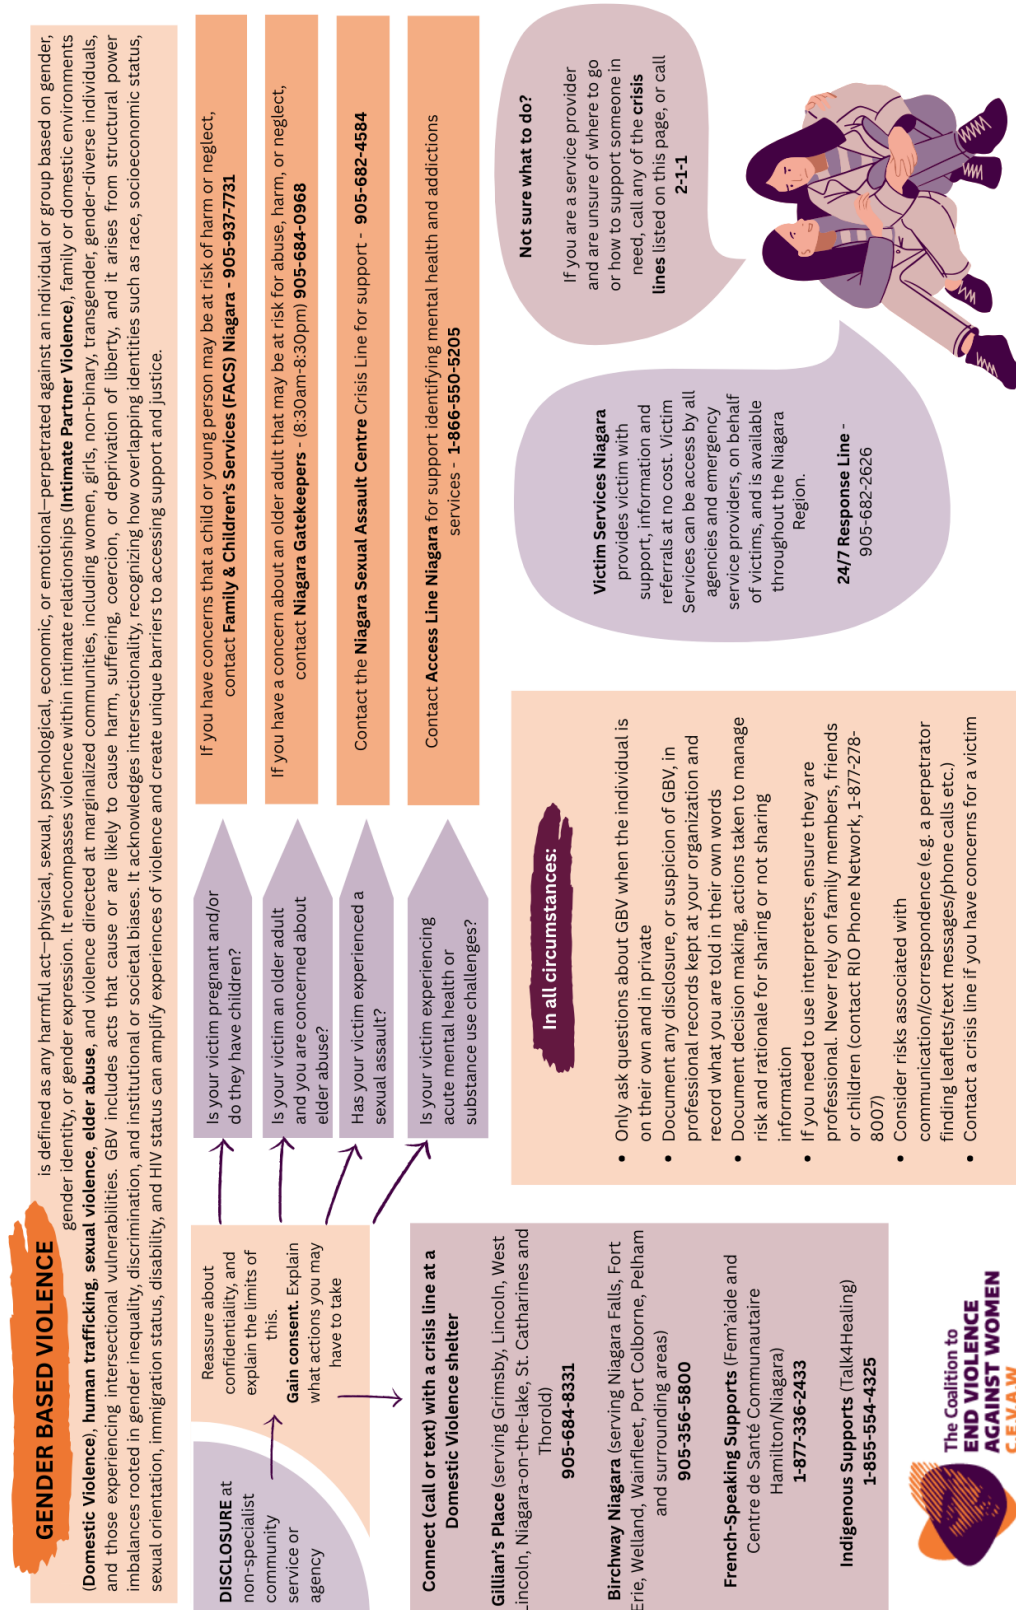 GENDER BASED VIOLENCE
is defined as any harmful act—physical, sexual, psychological, economic, or emotional—perpetrated against an individual or group based on gender,
gender identity, or gender expression. It encompasses violence within intimate relationships (Intimate Partner Violence), family or domestic environments
(Domestic Violence), human trafficking, sexual violence, elder abuse, and violence directed at marginalized communities, including women, girls, non-binary, transgender, gender-diverse individuals,
and those experiencing intersectional vulnerabilities. GBV includes acts that cause or are likely to cause harm, suffering, coercion, or deprivation of liberty, and it arises from structural power
imbalances rooted in gender inequality, discrimination, and institutional or societal biases. It acknowledges intersectionality, recognizing how overlapping identities such as race, socioeconomic status,
sexual orientation, immigration status, disability, and HIV status can amplify experiences of violence and create unique barriers to accessing support and justice.
DISCLOSURE at
non-specialist
community
service or
agency
Reassure about
confidentiality, and
explain the limits of
this.
Gain consent. Explain
what actions you may
have to take
Is your victim pregnant and/or
do they have children?
If you have concerns that a child or young person may be at risk of harm or neglect,
contact Family & Children's Services (FACS) Niagara - 905-937-7731
Is your victim an older adult
and you are concerned about
elder abuse?
If you have a concern about an older adult that may be at risk for abuse, harm, or neglect,
contact Niagara Gatekeepers - (8:30am-8:30pm) 905-684-0968
Has your victim experienced a
sexual assault?
Contact the Niagara Sexual Assault Centre Crisis Line for support - 905-682-4584
Is your victim experiencing
acute mental health or
substance use challenges?
Contact Access Line Niagara for support identifying mental health and addictions
services - 1-866-550-5205
Connect (call or text) with a crisis line at a
Domestic Violence shelter
Gillian's Place (serving Grimsby, Lincoln, West
Lincoln, Niagara-on-the-lake, St. Catharines and
Thorold)
905-684-8331
Birchway Niagara (serving Niagara Falls, Fort
Erie, Welland, Wainfleet, Port Colborne, Pelham
and surrounding areas)
905-356-5800
French-Speaking Supports (Fem'aide and
Centre de Santé Communautaire
Hamilton/Niagara)
1-877-336-2433
Indigenous Supports (Talk4Healing)
1-855-554-4325
In all circumstances:
• Only ask questions about GBV when the individual is
on their own and in private
• Document any disclosure, or suspicion of GBV, in
professional records kept at your organization and
record what you are told in their own words
• Document decision making, actions taken to manage
risk and rationale for sharing or not sharing
information
• If you need to use interpreters, ensure they are
professional. Never rely on family members, friends
or children (contact RIO Phone Network, 1-877-278-
8007)
• Consider risks associated with
communication//correspondence (e.g. a perpetrator
finding leaflets/text messages/phone calls etc.)
• Contact a crisis line if you have concerns for a victim
Victim Services Niagara
provides victim with
support, information and
referrals at no cost. Victim
Services can be access by all
agencies and emergency
service providers, on behalf
of victims, and is available
throughout the Niagara
Region.
24/7 Response Line -
905-682-2626
Not sure what to do?
If you are a service provider
and are unsure of where to go
or how to support someone in
need, call any of the crisis
lines listed on this page, or call
2-1-1
The Coalition to
END VIOLENCE
AGAINST WOMEN
C.E.V.A.W